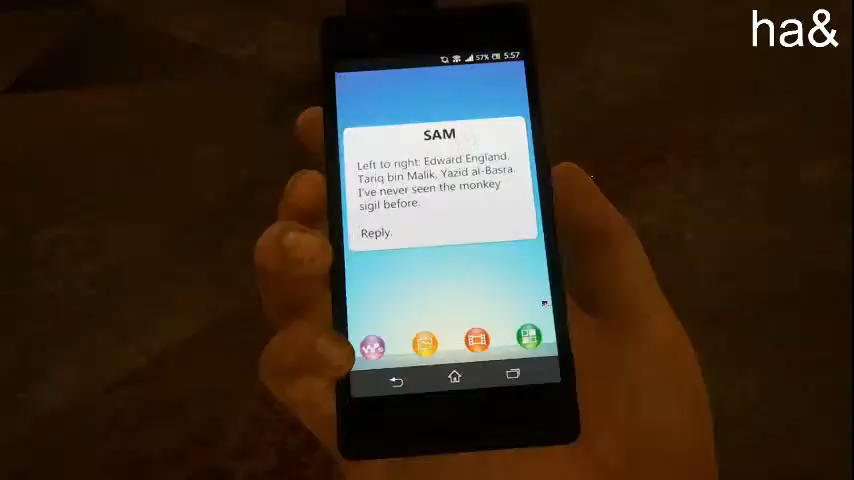 ha&
57% 5:57
SAM
Left to right: Edward England,
Tariq bin Malik, Yazid al-Basra.
I've never seen the monkey
sigil before.
Reply.